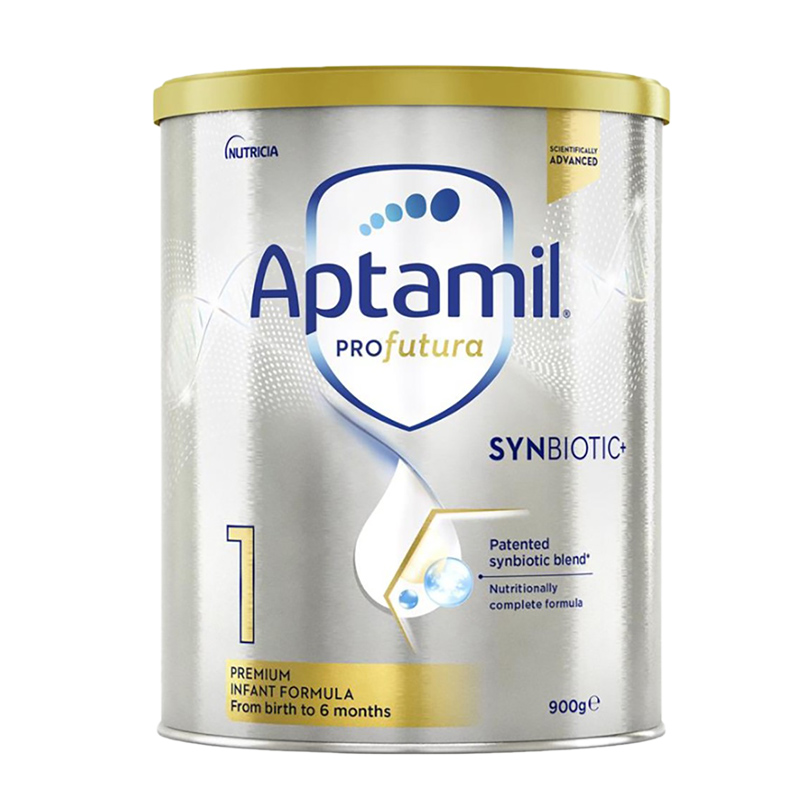 NUTRICIA
SCIENTIFICALLY
ADVANCED
Aptamil®
PROfutura
SYNBIOTIC+
Patented
synbiotic blend*
Nutritionally
complete formula
1
PREMIUM
INFANT FORMULA
From birth to 6 months
900g℮